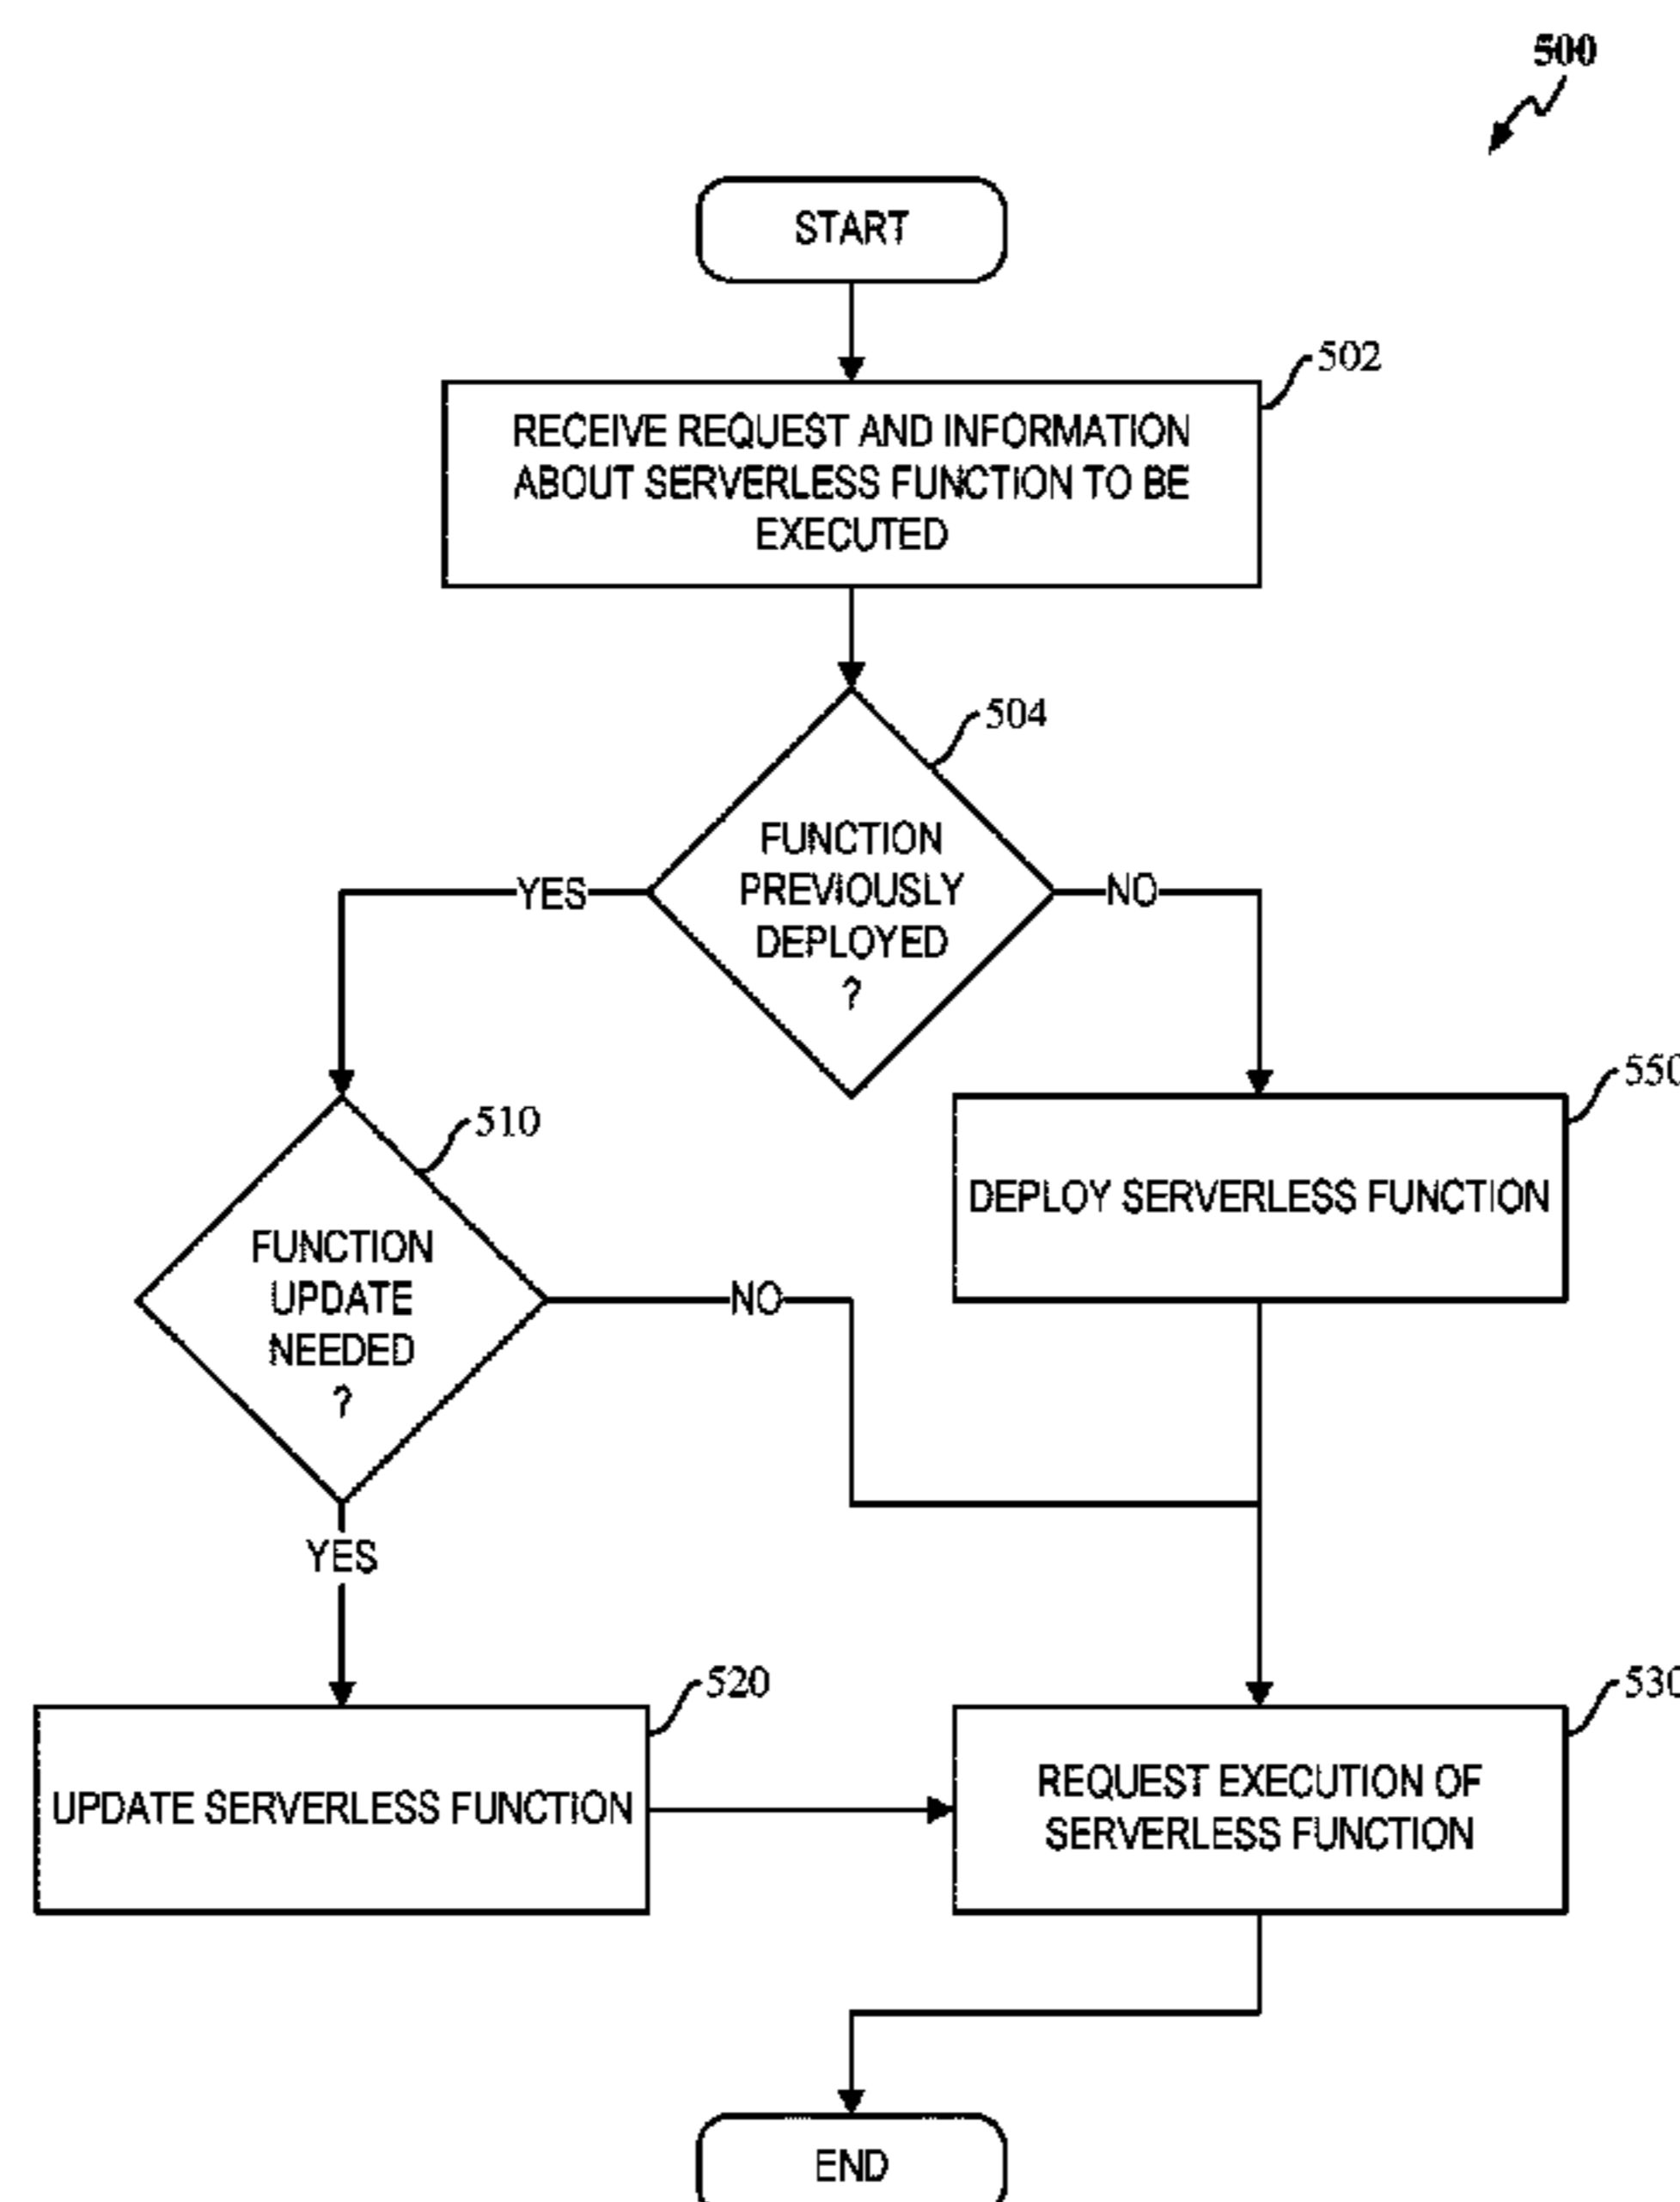 500
START
502
RECEIVE REQUEST AND INFORMATION
ABOUT SERVERLESS FUNCTION TO BE
EXECUTED
504
FUNCTION
PREVIOUSLY
DEPLOYED
?
YES
NO
550
DEPLOY SERVERLESS FUNCTION
510
FUNCTION
UPDATE
NEEDED
?
NO
YES
520
UPDATE SERVERLESS FUNCTION
530
REQUEST EXECUTION OF
SERVERLESS FUNCTION
END